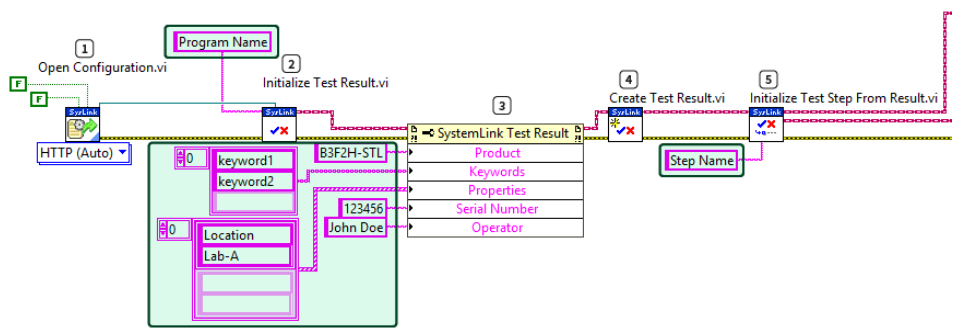 1
Open Configuration.vi
F
F
SysLink
HTTP (Auto)
Program Name
2
Initialize Test Result.vi
SysLink
3
SystemLink Test Result
Product
Keywords
Properties
Serial Number
Operator
B3F2H-STL
0
keyword1
keyword2
123456
John Doe
0
Location
Lab-A
4
Create Test Result.vi
SysLink
5
Initialize Test Step From Result.vi
SysLink
Step Name